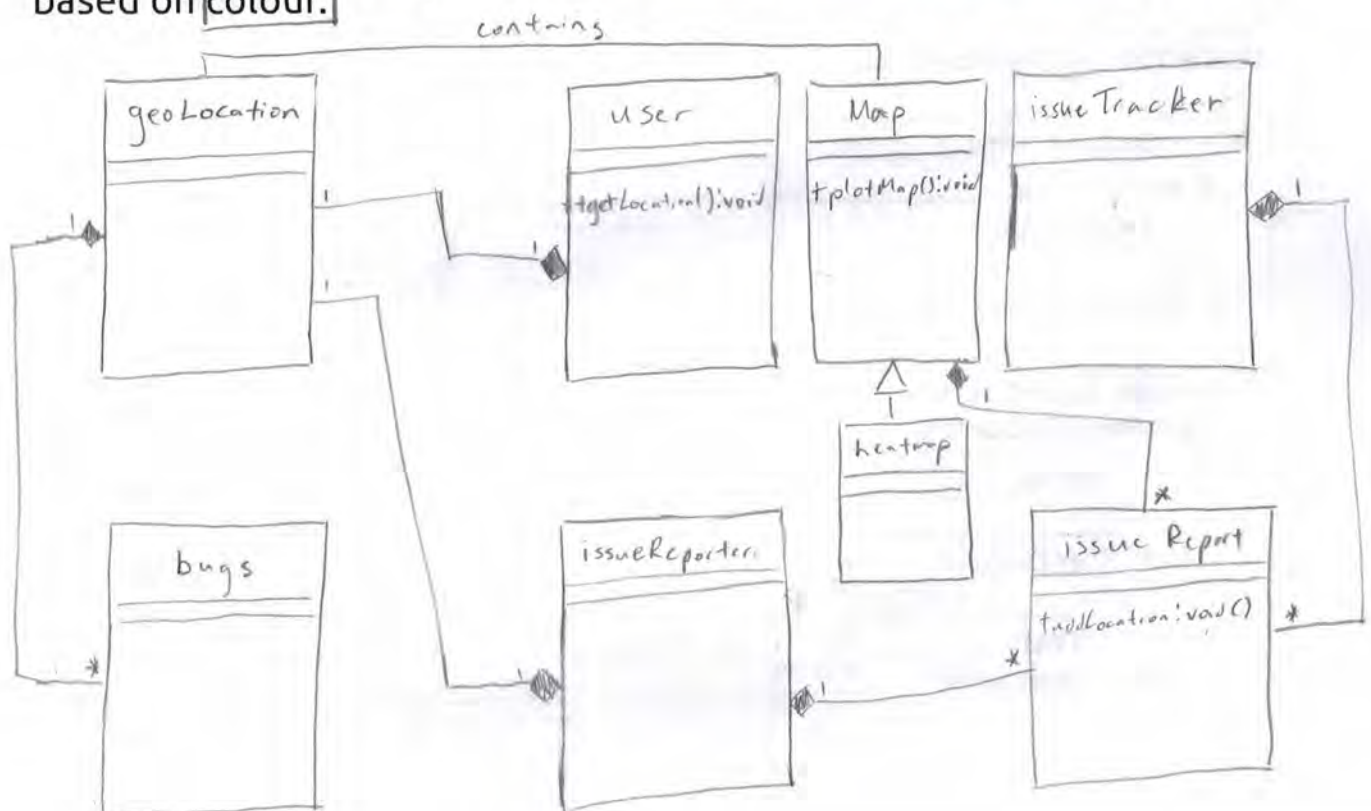 based on colour.
contains
geoLocation
user
Map
issueTracker
+getLocation():void
+plotMap():void
1
1
1
1
1
1
heatmap
*
bugs
issueReporter
issue Report
+addLocation:void()
*
*
*
1
1